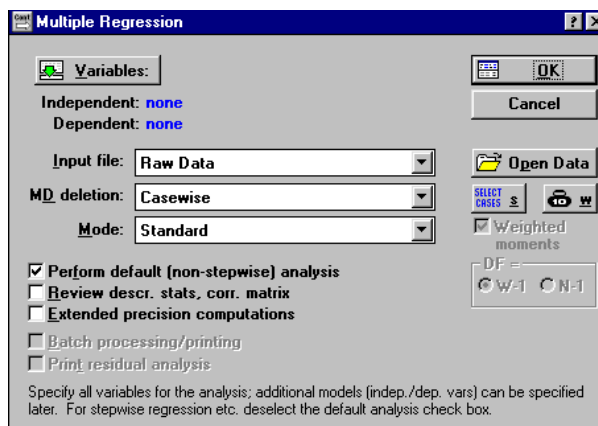 Cont
Multiple Regression
? X
Variables:
OK
Independent: none
Cancel
Dependent: none
Input file: Raw Data
Open Data
MD deletion: Casewise
SELECT CASES S
10 w
Mode: Standard
Weighted moments
DF =
W-1 N-1
Perform default (non-stepwise) analysis
Review descr. stats, corr. matrix
Extended precision computations
Batch processing/printing
Print residual analysis
Specify all variables for the analysis; additional models (indep./dep. vars) can be specified
later. For stepwise regression etc. deselect the default analysis check box.